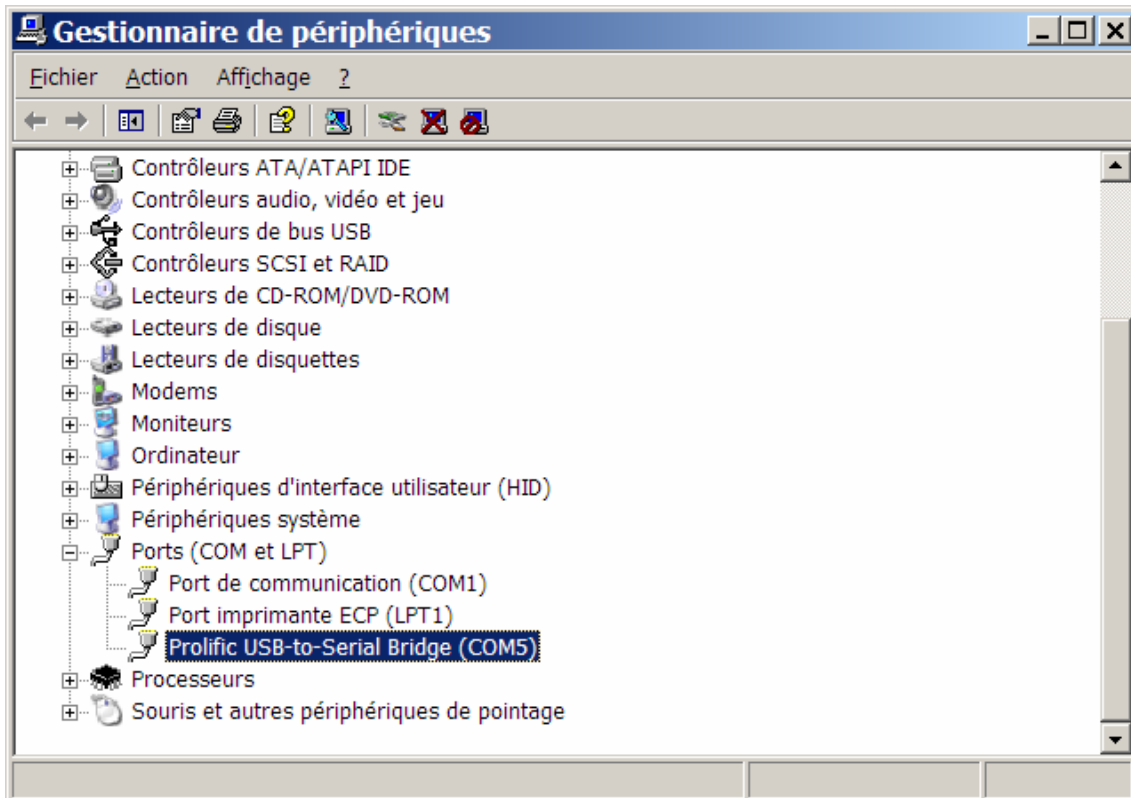 Gestionnaire de périphériques
Fichier Action Affichage ?
Contrôleurs ATA/ATAPI IDE
Contrôleurs audio, vidéo et jeu
Contrôleurs de bus USB
Contrôleurs SCSI et RAID
Lecteurs de CD-ROM/DVD-ROM
Lecteurs de disque
Lecteurs de disquettes
Modems
Moniteurs
Ordinateur
Périphériques d'interface utilisateur (HID)
Périphériques système
Ports (COM et LPT)
Port de communication (COM1)
Port imprimante ECP (LPT1)
Prolific USB-to-Serial Bridge (COM5)
Processeurs
Souris et autres périphériques de pointage